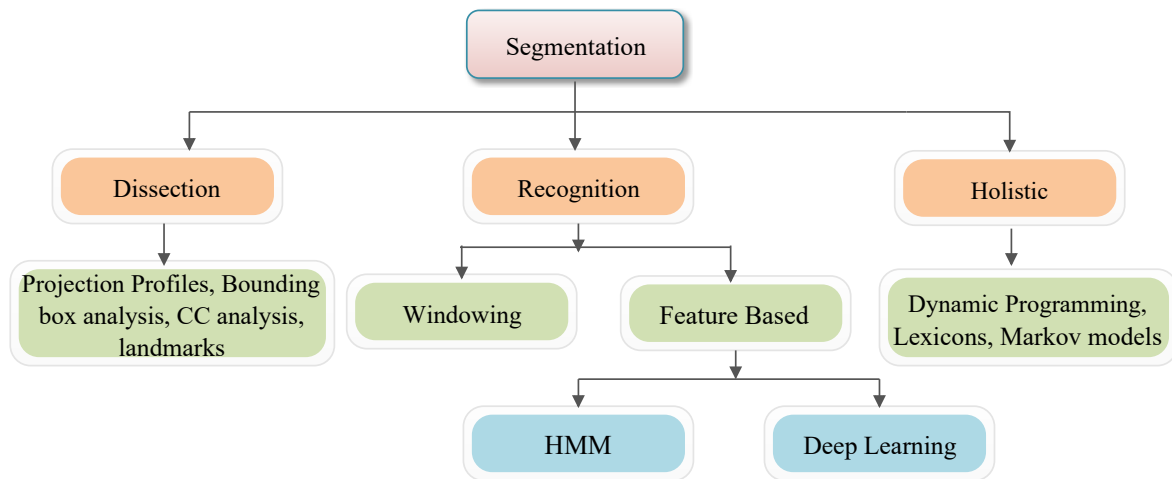 Segmentation
Dissection
Recognition
Holistic
Projection Profiles, Bounding
box analysis, CC analysis,
landmarks
Windowing
Feature Based
Dynamic Programming,
Lexicons, Markov models
HMM
Deep Learning